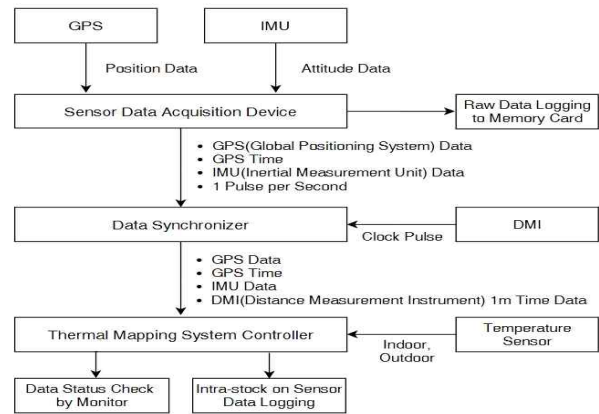 GPS
IMU
Position Data
Attitude Data
Sensor Data Acquisition Device
Raw Data Logging
to Memory Card
• GPS(Global Positioning System) Data
• GPS Time
• IMU(Inertial Measurement Unit) Data
• 1 Pulse per Second
Data Synchronizer
Clock Pulse
DMI
• GPS Data
• GPS Time
• IMU Data
• DMI(Distance Measurement Instrument) 1m Time Data
Thermal Mapping System Controller
Indoor,
Outdoor
Temperature
Sensor
Data Status Check
by Monitor
Intra-stock on Sensor
Data Logging